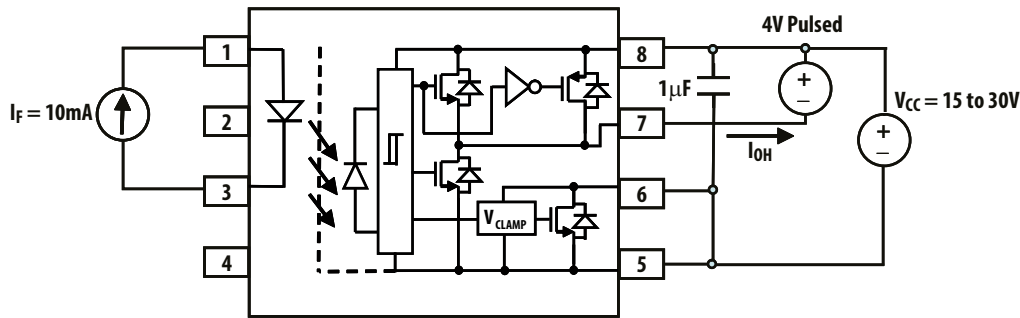 4V Pulsed
1
8
I_F = 10mA
1μF
V_CC = 15 to 30V
2
7
I_OH
3
6
V_CLAMP
4
5